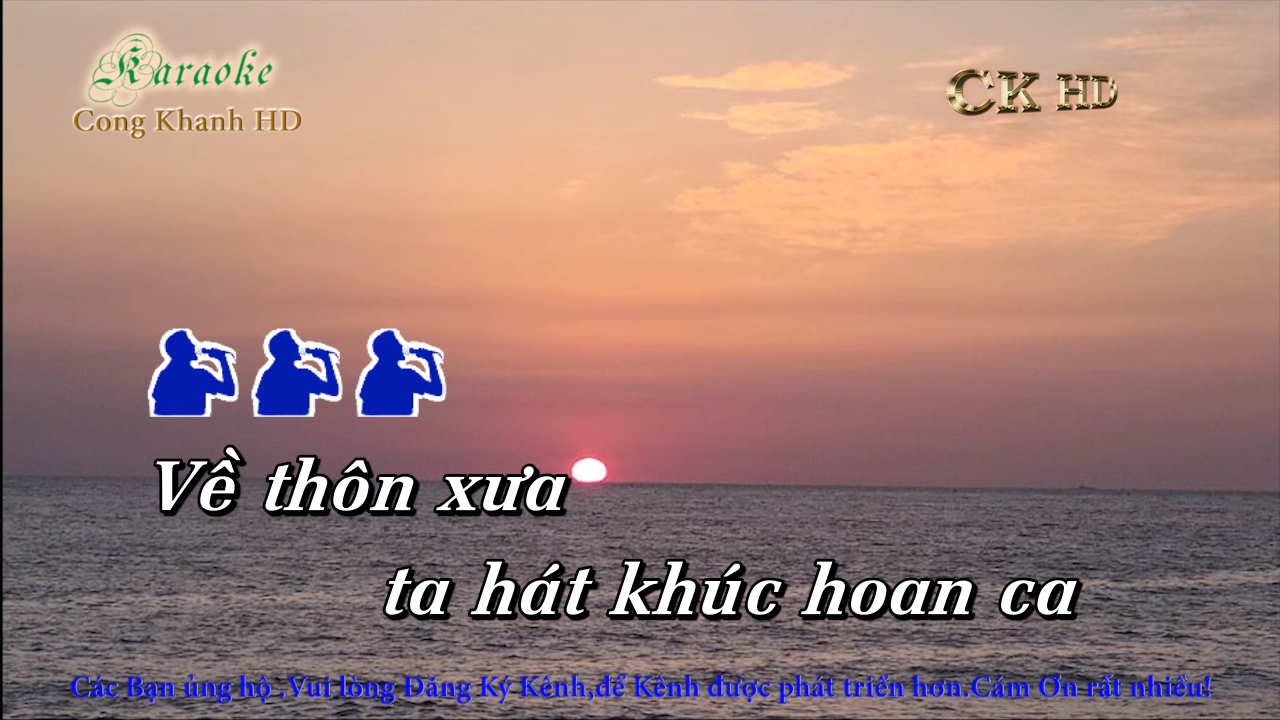 Karaoke
Cong Khanh HD
CK HD
Về thôn xưa
ta hát khúc hoan ca
Các Bạn ủng hộ .Vui lòng Đăng Ký Kênh,để Kênh được phát triển hơn.Cám Ơn rất nhiều!